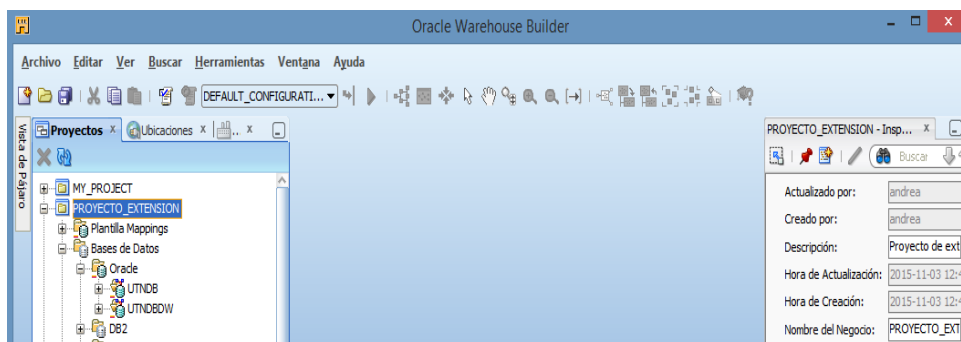 Oracle Warehouse Builder
Archivo Editar Ver Buscar Herramientas Ventana Ayuda
DEFAULT_CONFIGURATI...
Vista de Pájaro
Proyectos x Ubicaciones x ... x
MY_PROJECT
PROYECTO_EXTENSION
Plantilla Mappings
Bases de Datos
Oracle
UTNDB
UTNDBDW
DB2
PROYECTO_EXTENSION - Insp... x
Buscar
Actualizado por: andrea
Creado por: andrea
Descripción: Proyecto de ext
Hora de Actualización: 2015-11-03 12:4
Hora de Creación: 2015-11-03 12:4
Nombre del Negocio: PROYECTO_EXT